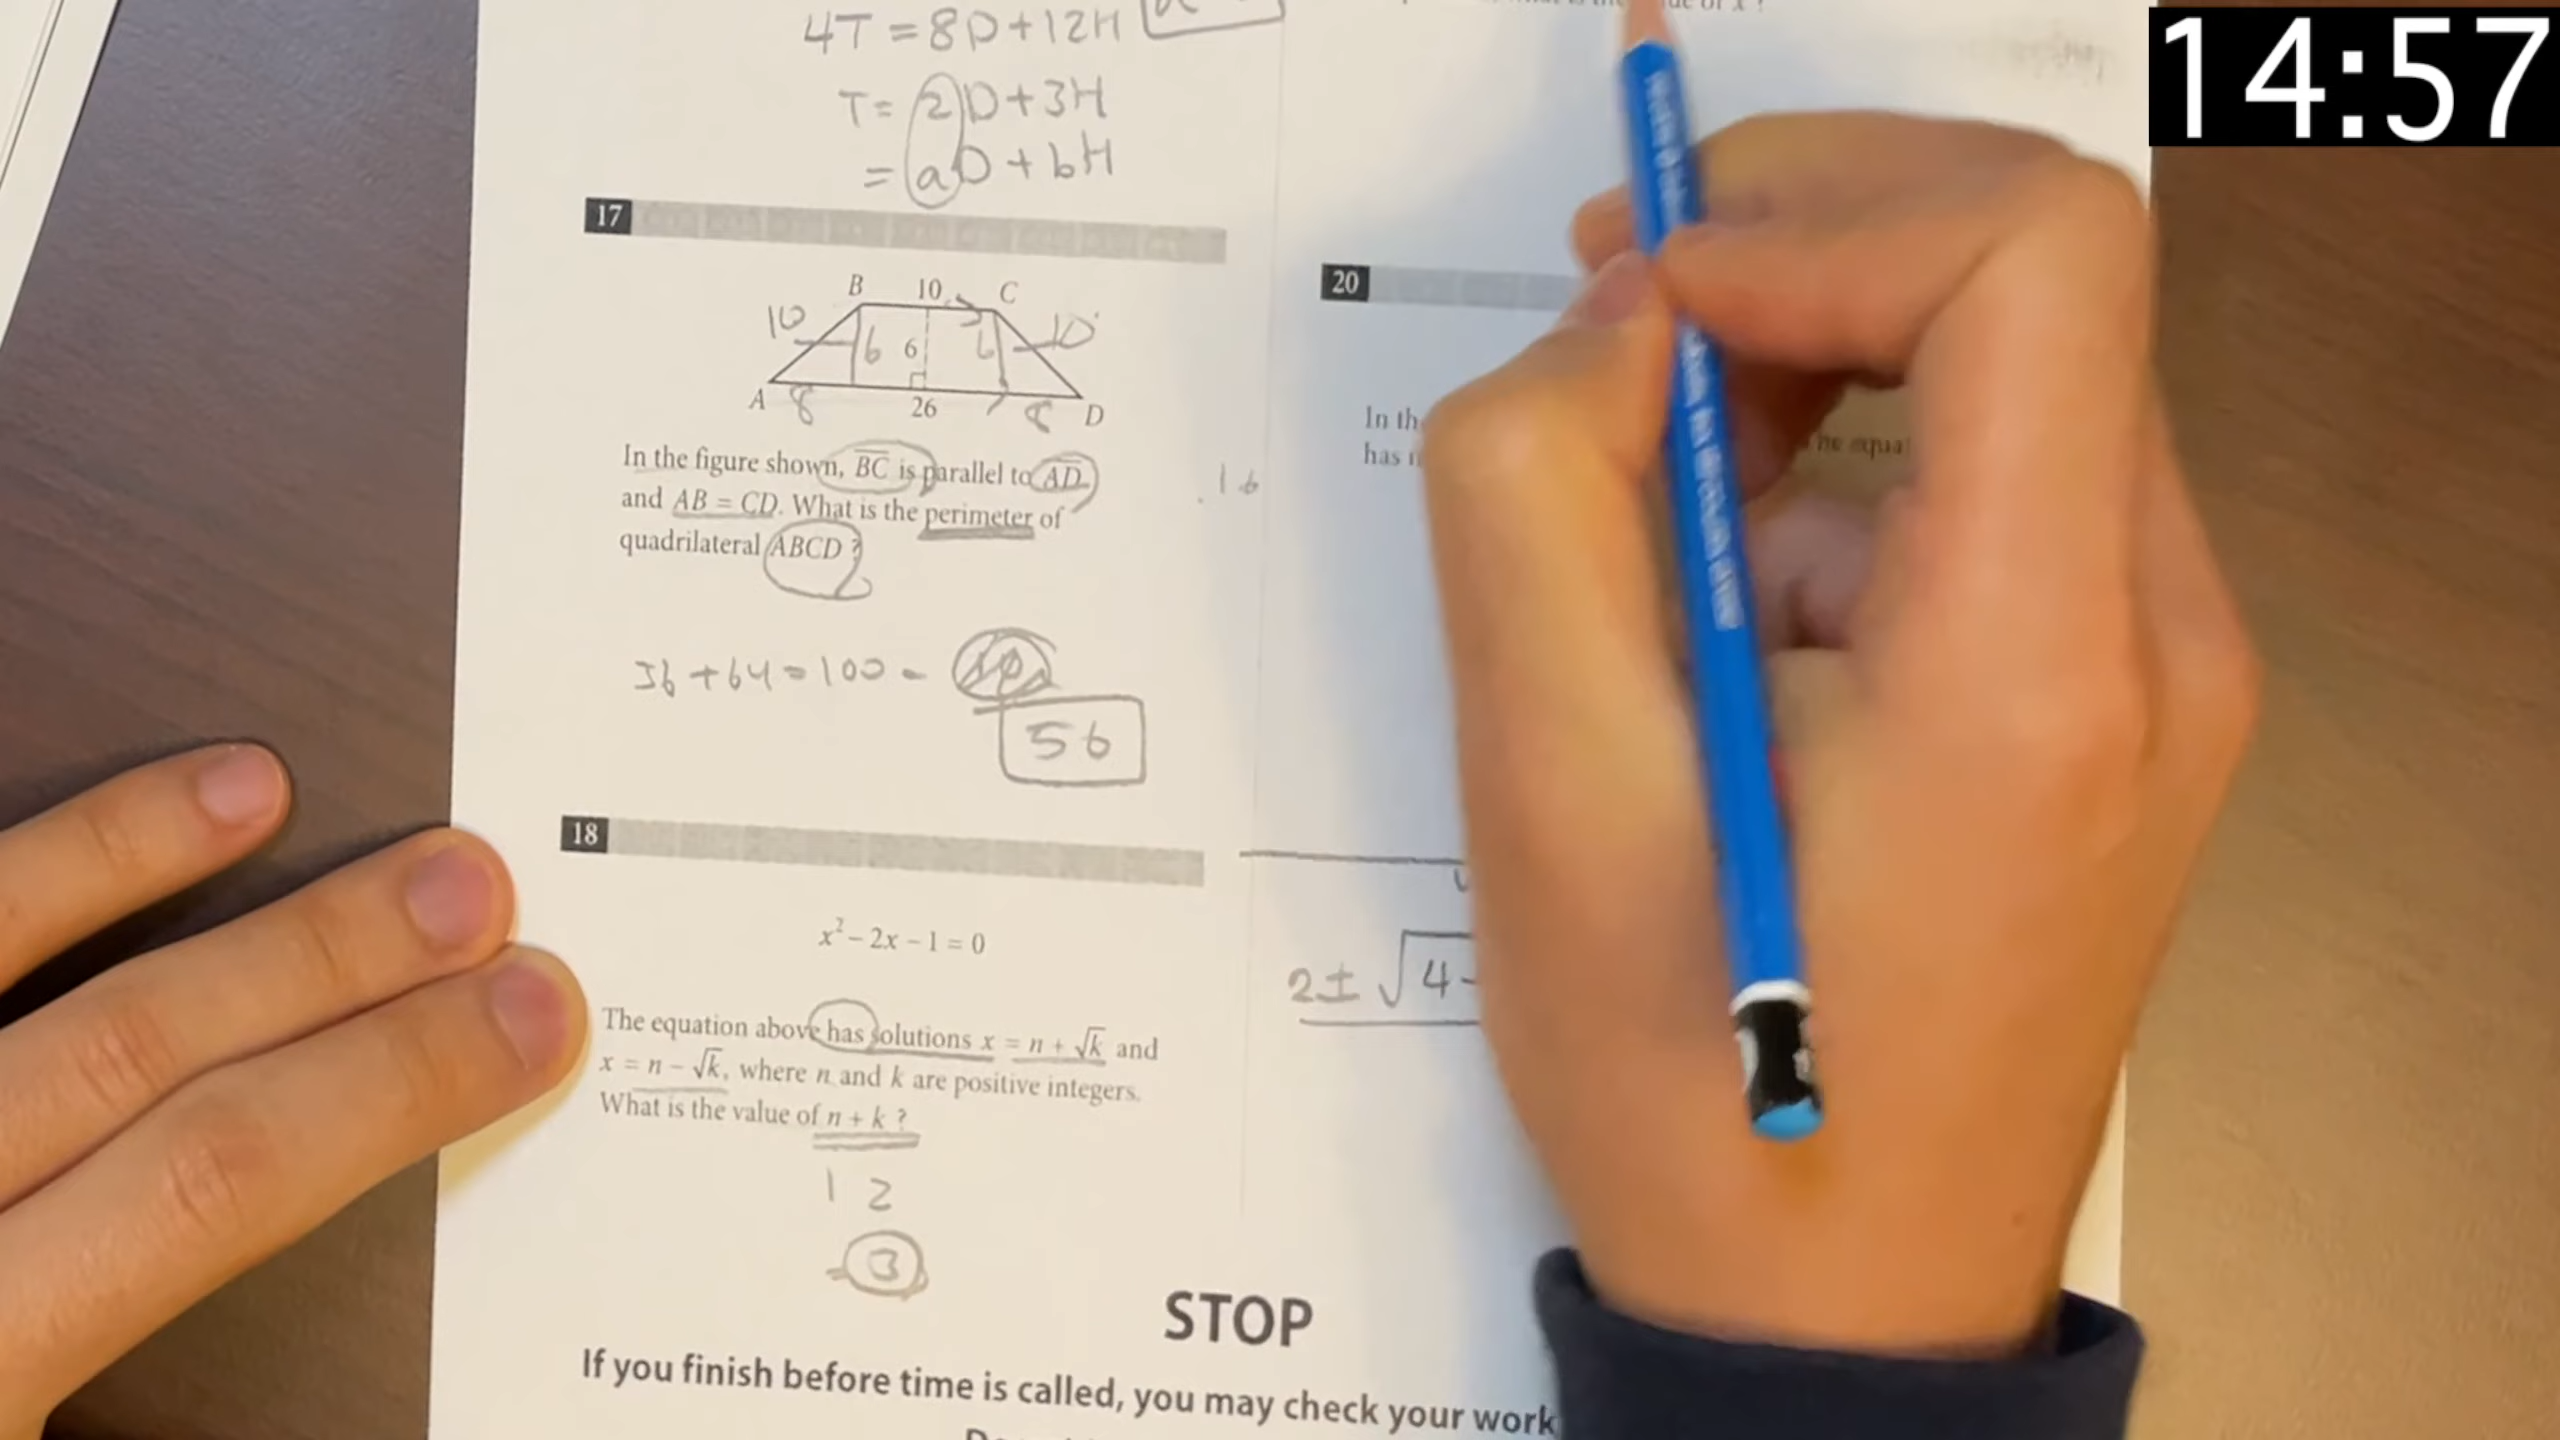 14:57
4T = 8D + 12H
T = 2D + 3H
= aD + bH
17
B 10 C
10 6 6 6 10
A 8 26 8 D
In the figure shown, BC is parallel to AD
and AB = CD. What is the perimeter of
quadrilateral ABCD ?
36 + 64 = 100 -
56
18
x² – 2x – 1 = 0
The equation above has solutions x = n + √k and
x = n – √k, where n and k are positive integers.
What is the value of n + k ?
1 2
3
of x ?
20
In th
has
he equa
16
2 ± √4 -
STOP
If you finish before time is called, you may check your work